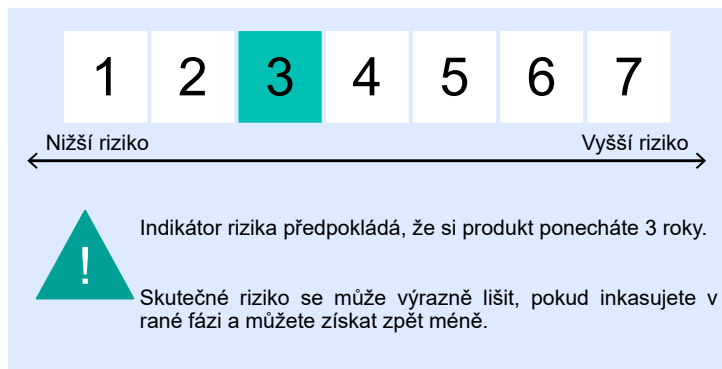 1 2 3 4 5 6 7
Nižší riziko Vyšší riziko
Indikátor rizika předpokládá, že si produkt ponecháte 3 roky.
!
Skutečné riziko se může výrazně lišit, pokud inkasujete v
rané fázi a můžete získat zpět méně.